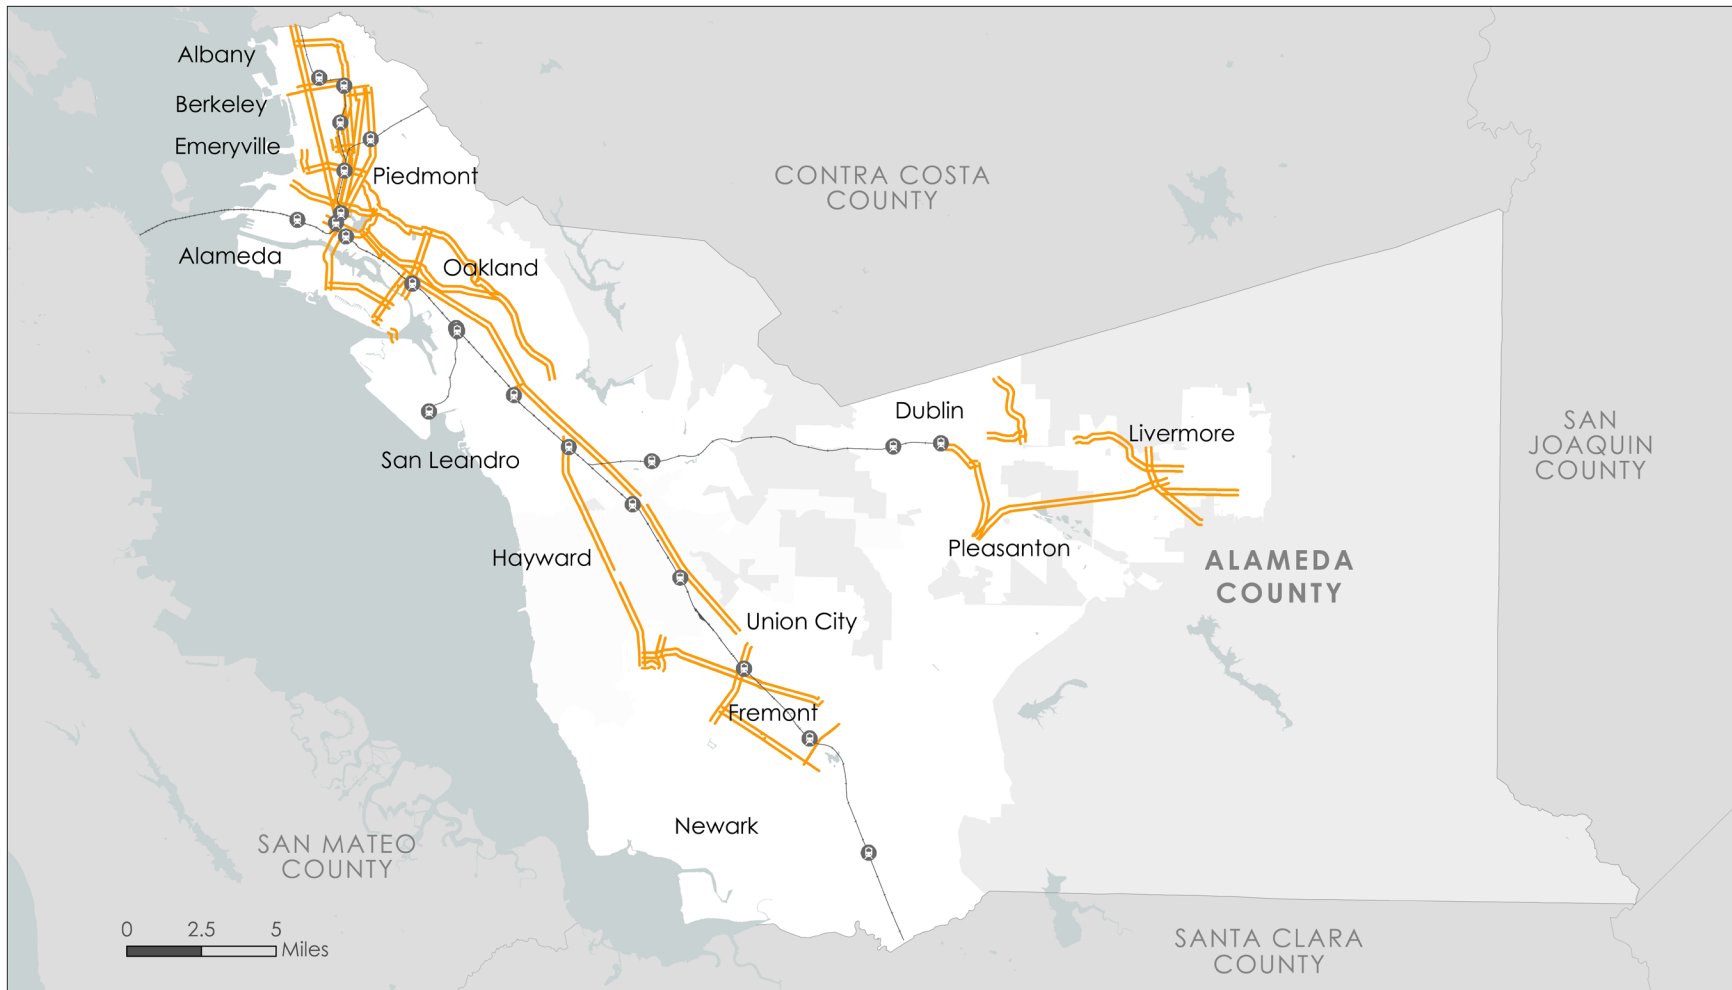 Albany
Berkeley
Emeryville
Piedmont
CONTRA COSTA
COUNTY
Alameda
Oakland
Dublin
Livermore
SAN
JOAQUIN
COUNTY
San Leandro
Hayward
Pleasanton
ALAMEDA
COUNTY
Union City
Fremont
Newark
SAN MATEO
COUNTY
0 2.5 5
Miles
SANTA CLARA
COUNTY